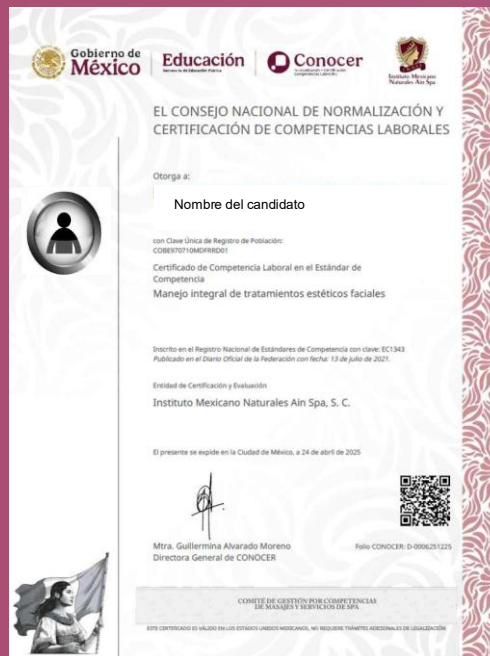 Gobierno de
México
Educación
Secretaría de Educación Pública
Conocer
Instituto Mexicano
Naturales Ain Spa
EL CONSEJO NACIONAL DE NORMALIZACIÓN Y
CERTIFICACIÓN DE COMPETENCIAS LABORALES
Otorga a:
Nombre del candidato
con Clave Única de Registro de Población:
COBE970710MDFRRD01
Certificado de Competencia Laboral en el Estándar de
Competencia
Manejo integral de tratamientos estéticos faciales
Inscrito en el Registro Nacional de Estándares de Competencia con clave: EC1343
Publicado en el Diario Oficial de la Federación con fecha: 13 de julio de 2021.
Entidad de Certificación y Evaluación
Instituto Mexicano Naturales Ain Spa, S. C.
El presente se expide en la Ciudad de México, a 24 de abril de 2025
Mtra. Guillermina Alvarado Moreno
Directora General de CONOCER
Folio CONOCER: D-0006251225
COMITÉ DE GESTIÓN POR COMPETENCIAS
DE MASAJES Y SERVICIOS DE SPA
ESTE CERTIFICADO ES VÁLIDO EN LOS ESTADOS UNIDOS MEXICANOS, NO REQUIERE TRÁMITES ADICIONALES DE LEGALIZACIÓN